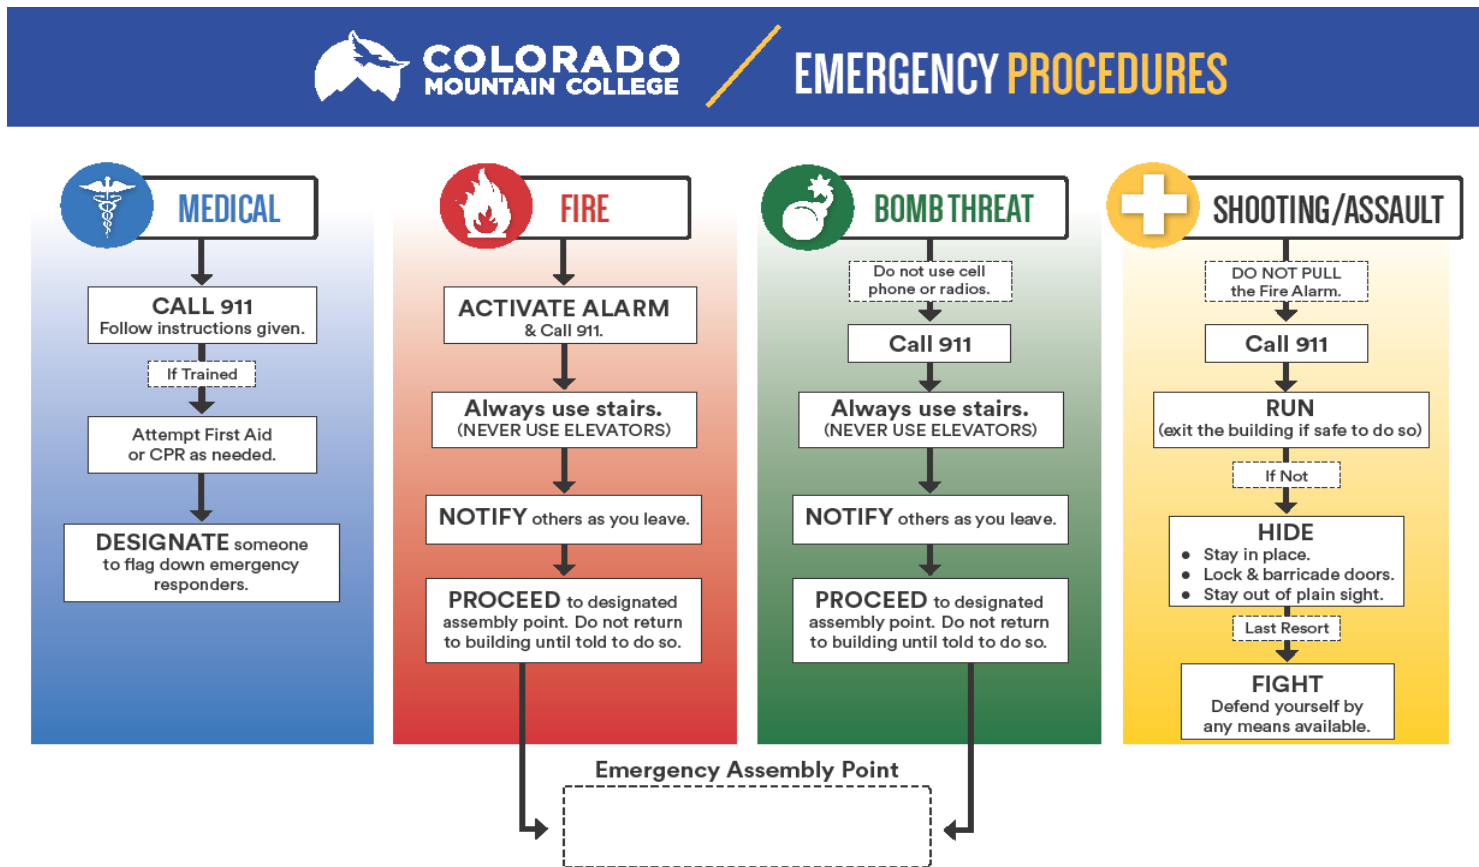 COLORADO
MOUNTAIN COLLEGE
EMERGENCY PROCEDURES
MEDICAL
CALL 911
Follow instructions given.
If Trained
Attempt First Aid
or CPR as needed.
DESIGNATE someone
to flag down emergency
responders.
FIRE
ACTIVATE ALARM
& Call 911.
Always use stairs.
(NEVER USE ELEVATORS)
NOTIFY others as you leave.
PROCEED to designated
assembly point. Do not return
to building until told to do so.
BOMB THREAT
Do not use cell
phone or radios.
Call 911
Always use stairs.
(NEVER USE ELEVATORS)
NOTIFY others as you leave.
PROCEED to designated
assembly point. Do not return
to building until told to do so.
SHOOTING/ASSAULT
DO NOT PULL
the Fire Alarm.
Call 911
RUN
(exit the building if safe to do so)
If Not
HIDE
● Stay in place.
● Lock & barricade doors.
● Stay out of plain sight.
Last Resort
FIGHT
Defend yourself by
any means available.
Emergency Assembly Point